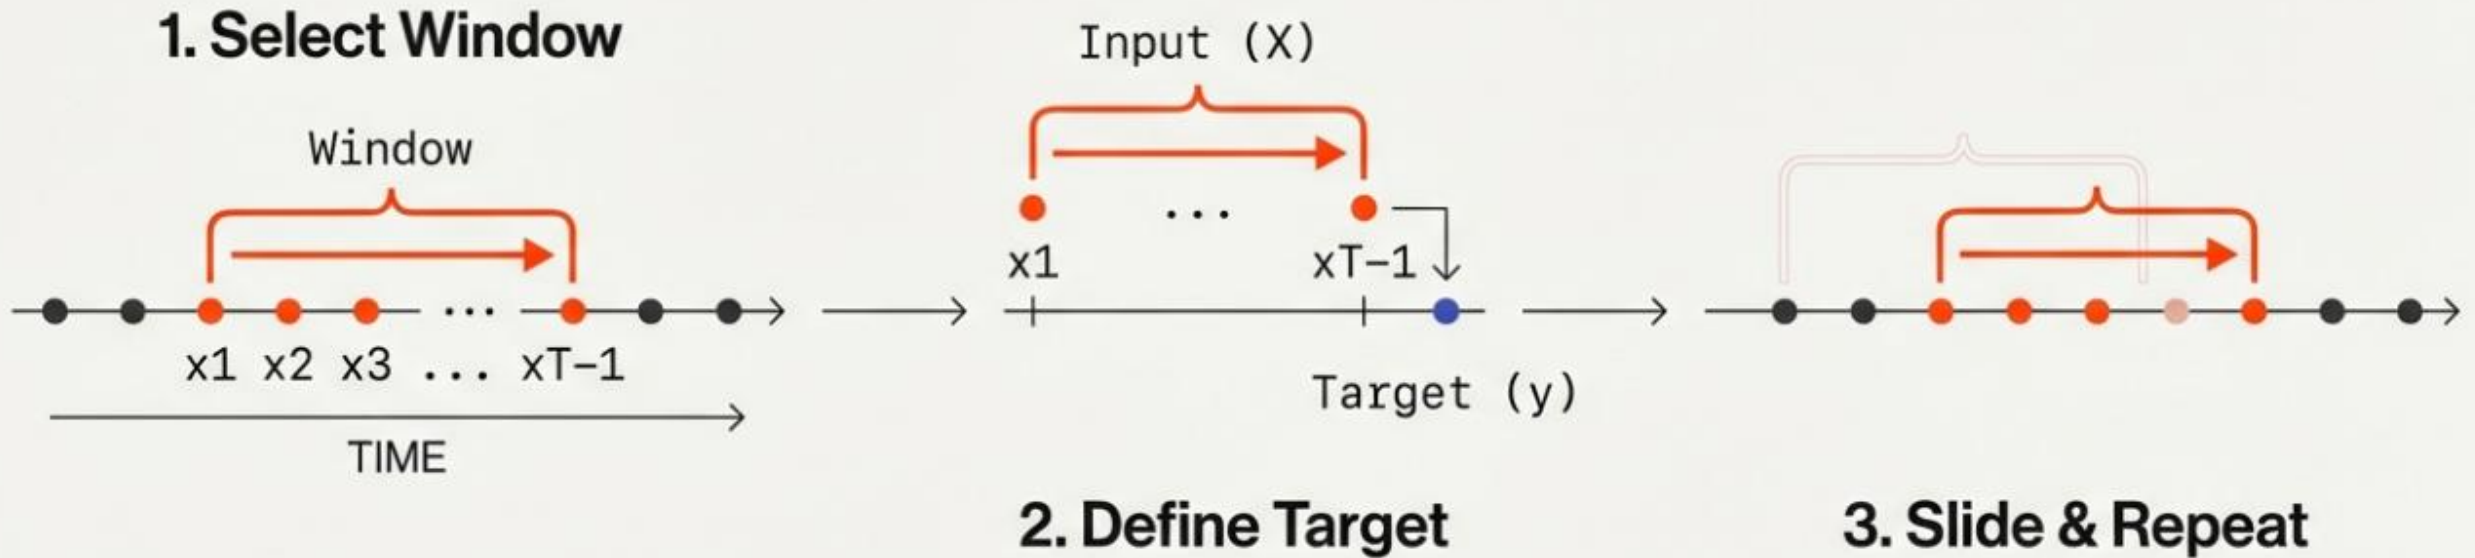 1. Select Window
Window
x1 x2 x3 ... xT-1
TIME
Input (X)
...
x1 xT-1
Target (y)
2. Define Target
3. Slide & Repeat